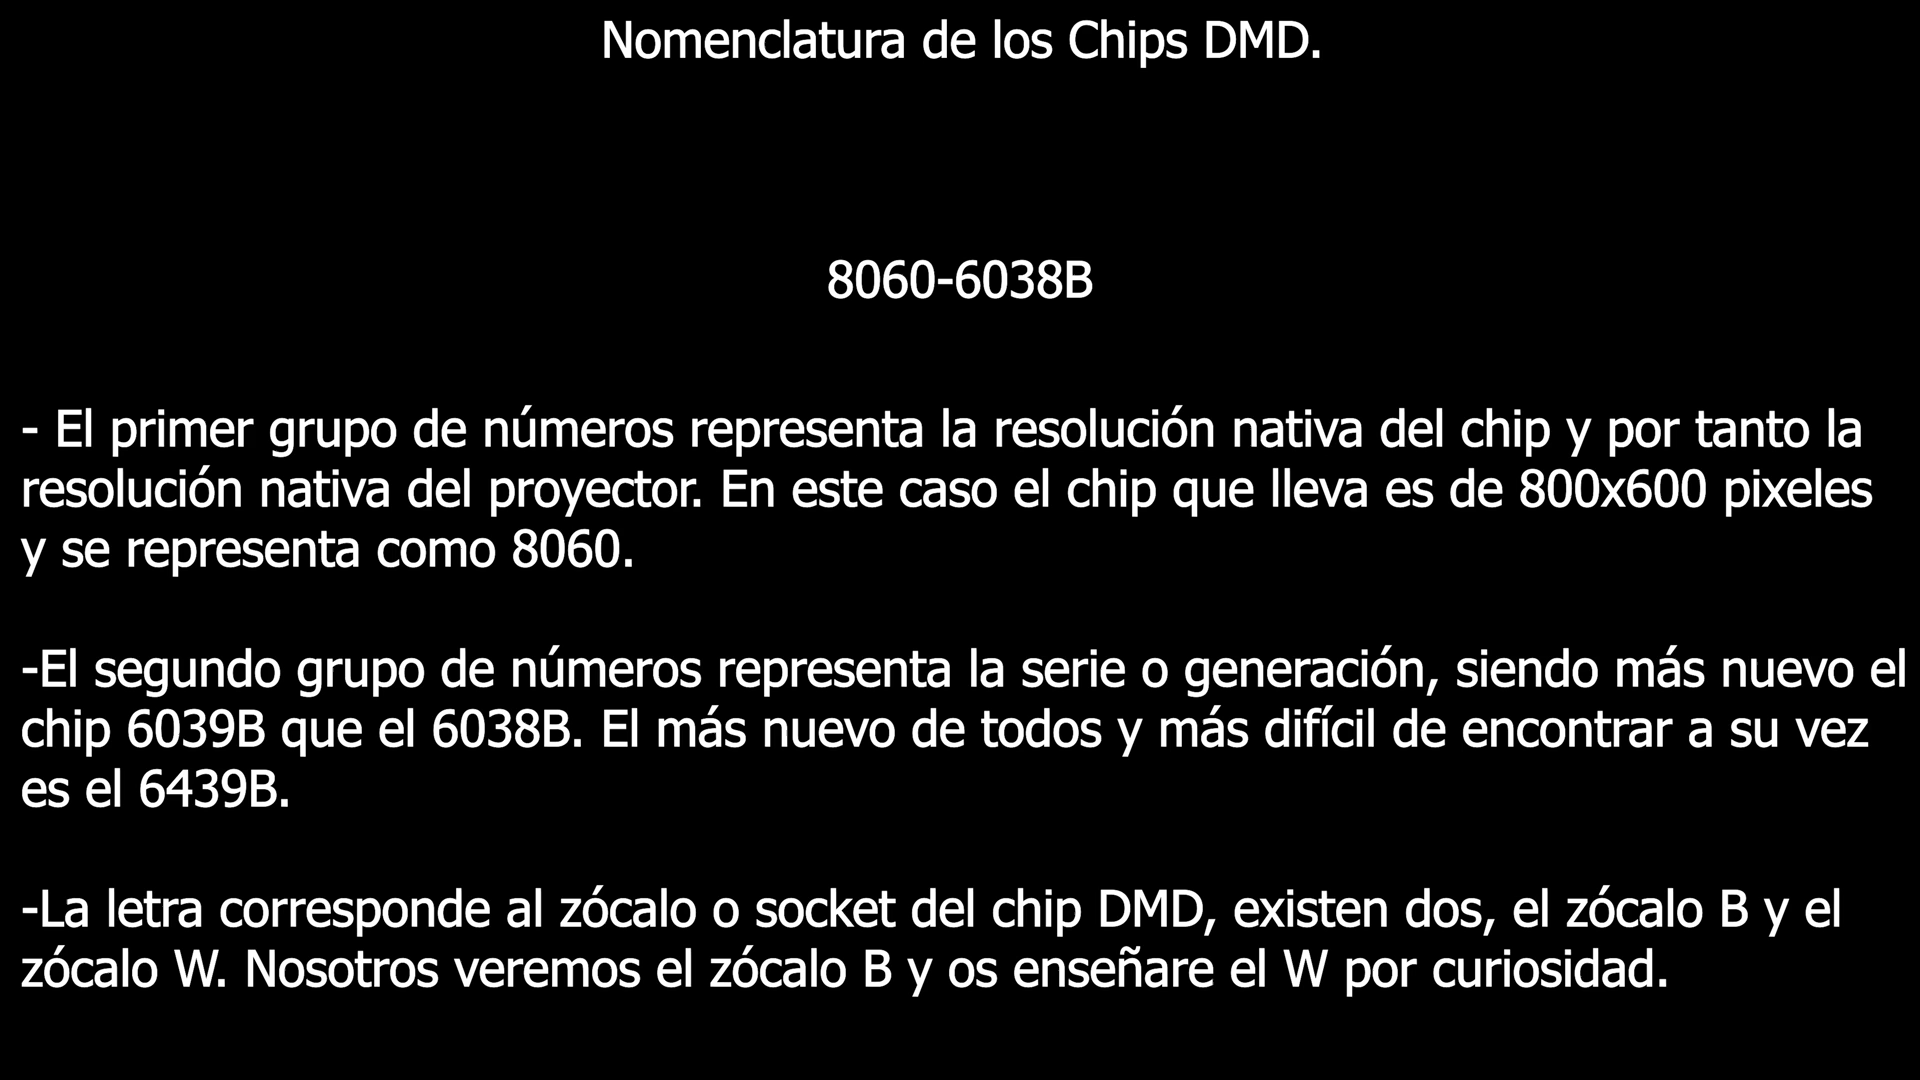 Nomenclatura de los Chips DMD.
8060-6038B
- El primer grupo de números representa la resolución nativa del chip y por tanto la
resolución nativa del proyector. En este caso el chip que lleva es de 800x600 pixeles
y se representa como 8060.
-El segundo grupo de números representa la serie o generación, siendo más nuevo el
chip 6039B que el 6038B. El más nuevo de todos y más difícil de encontrar a su vez
es el 6439B.
-La letra corresponde al zócalo o socket del chip DMD, existen dos, el zócalo B y el
zócalo W. Nosotros veremos el zócalo B y os enseñare el W por curiosidad.